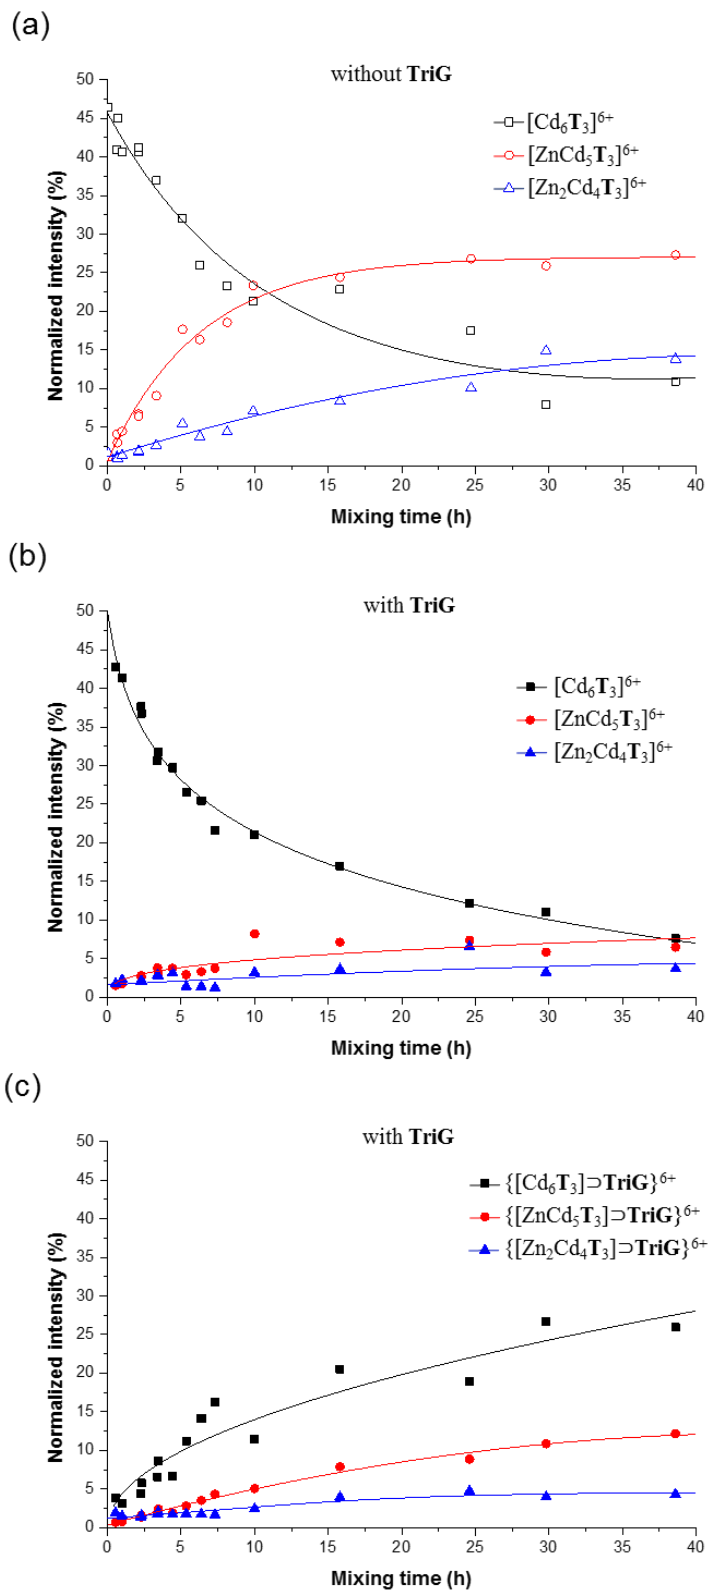 (a)
without TriG
50
45
40
35
30
25
20
15
10
5
0
Normalized intensity (%)
[Cd₆T₃]⁶⁺
[ZnCd₅T₃]⁶⁺
[Zn₂Cd₄T₃]⁶⁺
0 5 10 15 20 25 30 35 40
Mixing time (h)
(b)
with TriG
50
45
40
35
30
25
20
15
10
5
0
Normalized intensity (%)
[Cd₆T₃]⁶⁺
[ZnCd₅T₃]⁶⁺
[Zn₂Cd₄T₃]⁶⁺
0 5 10 15 20 25 30 35 40
Mixing time (h)
(c)
with TriG
50
45
40
35
30
25
20
15
10
5
0
Normalized intensity (%)
{[Cd₆T₃]⊃TriG}⁶⁺
{[ZnCd₅T₃]⊃TriG}⁶⁺
{[Zn₂Cd₄T₃]⊃TriG}⁶⁺
0 5 10 15 20 25 30 35 40
Mixing time (h)